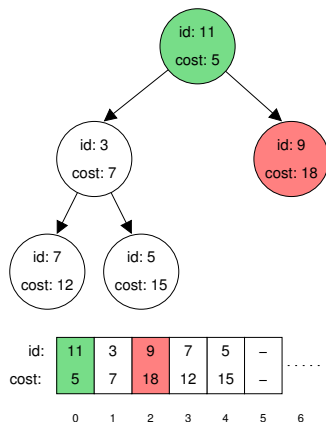 id: 11
cost: 5
id: 3
cost: 7
id: 9
cost: 18
id: 7
cost: 12
id: 5
cost: 15
id: 11 3 9 7 5 –
cost: 5 7 18 12 15 – .....
0 1 2 3 4 5 6